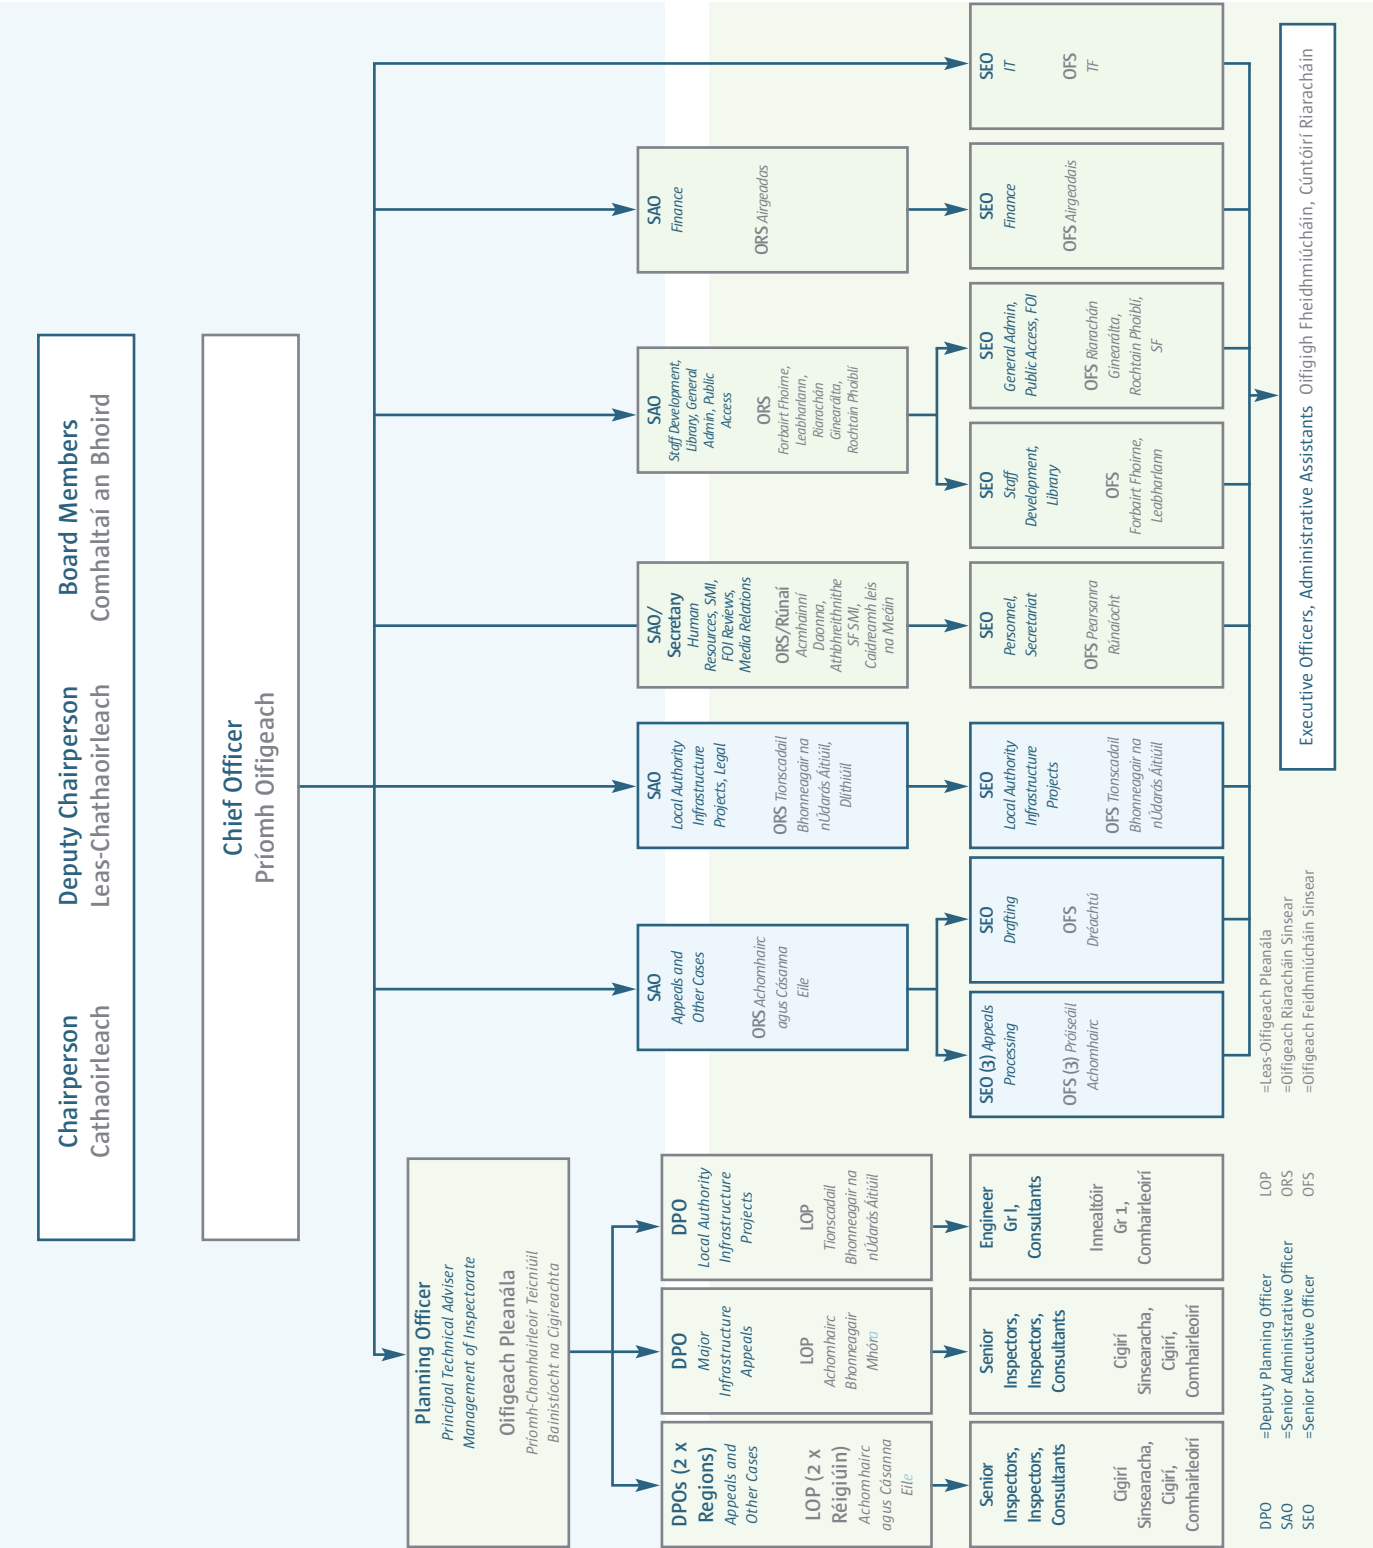 Chairperson
Cathaoirleach
Deputy Chairperson
Leas-Chathaoirleach
Board Members
Comhaltaí an Bhoird
Chief Officer
Príomh Oifigeach
Planning Officer
Principal Technical Adviser
Management of Inspectorate
Oifigeach Pleanála
Príomh-Chomhairleoir Teicniúil
Bainistíocht na Cigireachta
DPOs (2 x
Regions)
Appeals and
Other Cases
LOP (2 x
Réigiúin)
Achomhairc
agus Cásanna
Eile
DPO
Major
Infrastructure
Appeals
LOP
Achomhairc
Bhonneagair
Mhóra
DPO
Local Authority
Infrastructure
Projects
LOP
Tionscadail
Bhonneagair na
nÚdarás Áitiúil
SAO
Appeals and
Other Cases
ORS Achomhairc
agus Cásanna
Eile
SAO
Local Authority
Infrastructure
Projects, Legal
ORS Tionscadail
Bhonneagair na
nÚdarás Áitiúil,
Dlíthiúil
SAO/
Secretary
Human
Resources, SMI,
FOI Reviews,
Media Relations
ORS/Rúnaí
Acmhainní
Daonna,
Athbhreithnithe
SF SMI,
Caidreamh leis
na Meáin
SAO
Staff Development,
Library, General
Admin, Public
Access
ORS
Forbairt Fhoirne,
Leabharlann,
Riarachán
Ginearálta,
Rochtain Phoiblí
SAO
Finance
ORS Airgeadas
Senior
Inspectors,
Inspectors,
Consultants
Cigirí
Sinsearacha,
Cigirí,
Comhairleoirí
Senior
Inspectors,
Inspectors,
Consultants
Cigirí
Sinsearacha,
Cigirí,
Comhairleoirí
Engineer
Gr I,
Consultants
Innealtóir
Gr 1,
Comhairleoirí
SEO (3) Appeals
Processing
OFS (3) Próiseáil
Achomhairc
SEO
Drafting
OFS
Dréachtú
SEO
Local Authority
Infrastructure
Projects
OFS Tionscadail
Bhonneagair na
nÚdarás Áitiúil
SEO
Personnel,
Secretariat
OFS Pearsanra
Rúnaíocht
SEO
Staff
Development,
Library
OFS
Forbairt Fhoirne,
Leabharlann
SEO
General Admin,
Public Access, FOI
OFS Riarachán
Ginearálta,
Rochtain Phoiblí,
SF
SEO
Finance
OFS Airgeadais
SEO
IT
OFS
TF
Executive Officers, Administrative Assistants Oifigigh Fheidhmiúcháin, Cúntóirí Riaracháin
DPO =Deputy Planning Officer LOP =Leas-Oifigeach Pleanála
SAO =Senior Administrative Officer ORS =Oifigeach Riaracháin Sinsear
SEO =Senior Executive Officer OFS =Oifigeach Feidhmiúcháin Sinsear